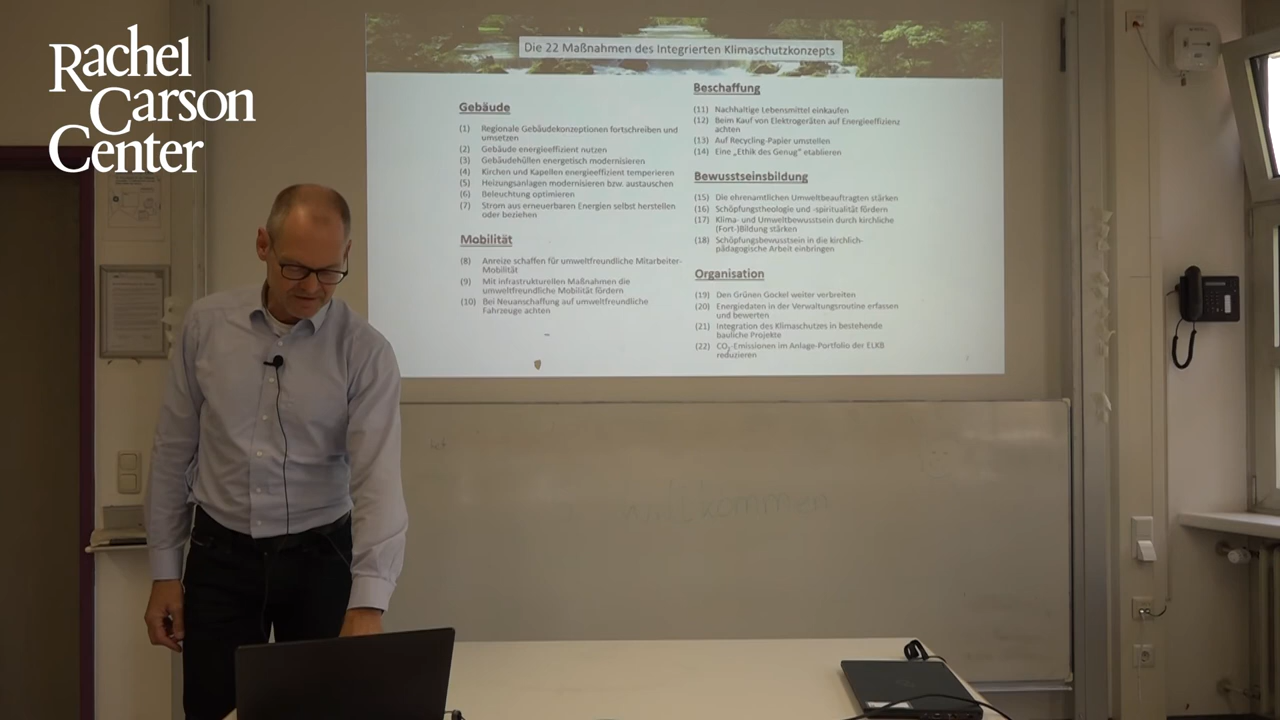 Rachel
Carson
Center
Die 22 Maßnahmen des Integrierten Klimaschutzkonzepts
Gebäude
(1) Regionale Gebäudekonzeptionen fortschreiben und
umsetzen
(2) Gebäude energieeffizient nutzen
(3) Gebäudehüllen energetisch modernisieren
(4) Kirchen und Kapellen energieeffizient temperieren
(5) Heizungsanlagen modernisieren bzw. austauschen
(6) Beleuchtung optimieren
(7) Strom aus erneuerbaren Energien selbst herstellen
oder beziehen
Mobilität
(8) Anreize schaffen für umweltfreundliche Mitarbeiter-
Mobilität
(9) Mit infrastrukturellen Maßnahmen die
umweltfreundliche Mobilität fördern
(10) Bei Neuanschaffung auf umweltfreundliche
Fahrzeuge achten
Beschaffung
(11) Nachhaltige Lebensmittel einkaufen
(12) Beim Kauf von Elektrogeräten auf Energieeffizienz
achten
(13) Auf Recycling-Papier umstellen
(14) Eine „Ethik des Genug" etablieren
Bewusstseinsbildung
(15) Die ehrenamtlichen Umweltbeauftragten stärken
(16) Schöpfungstheologie und -spiritualität fördern
(17) Klima- und Umweltbewusstsein durch kirchliche
(Fort-)Bildung stärken
(18) Schöpfungsbewusstsein in die kirchlich-
pädagogische Arbeit einbringen
Organisation
(19) Den Grünen Gockel weiter verbreiten
(20) Energiedaten in der Verwaltungsroutine erfassen
und bewerten
(21) Integration des Klimaschutzes in bestehende
bauliche Projekte
(22) CO₂-Emissionen im Anlage-Portfolio der ELKB
reduzieren